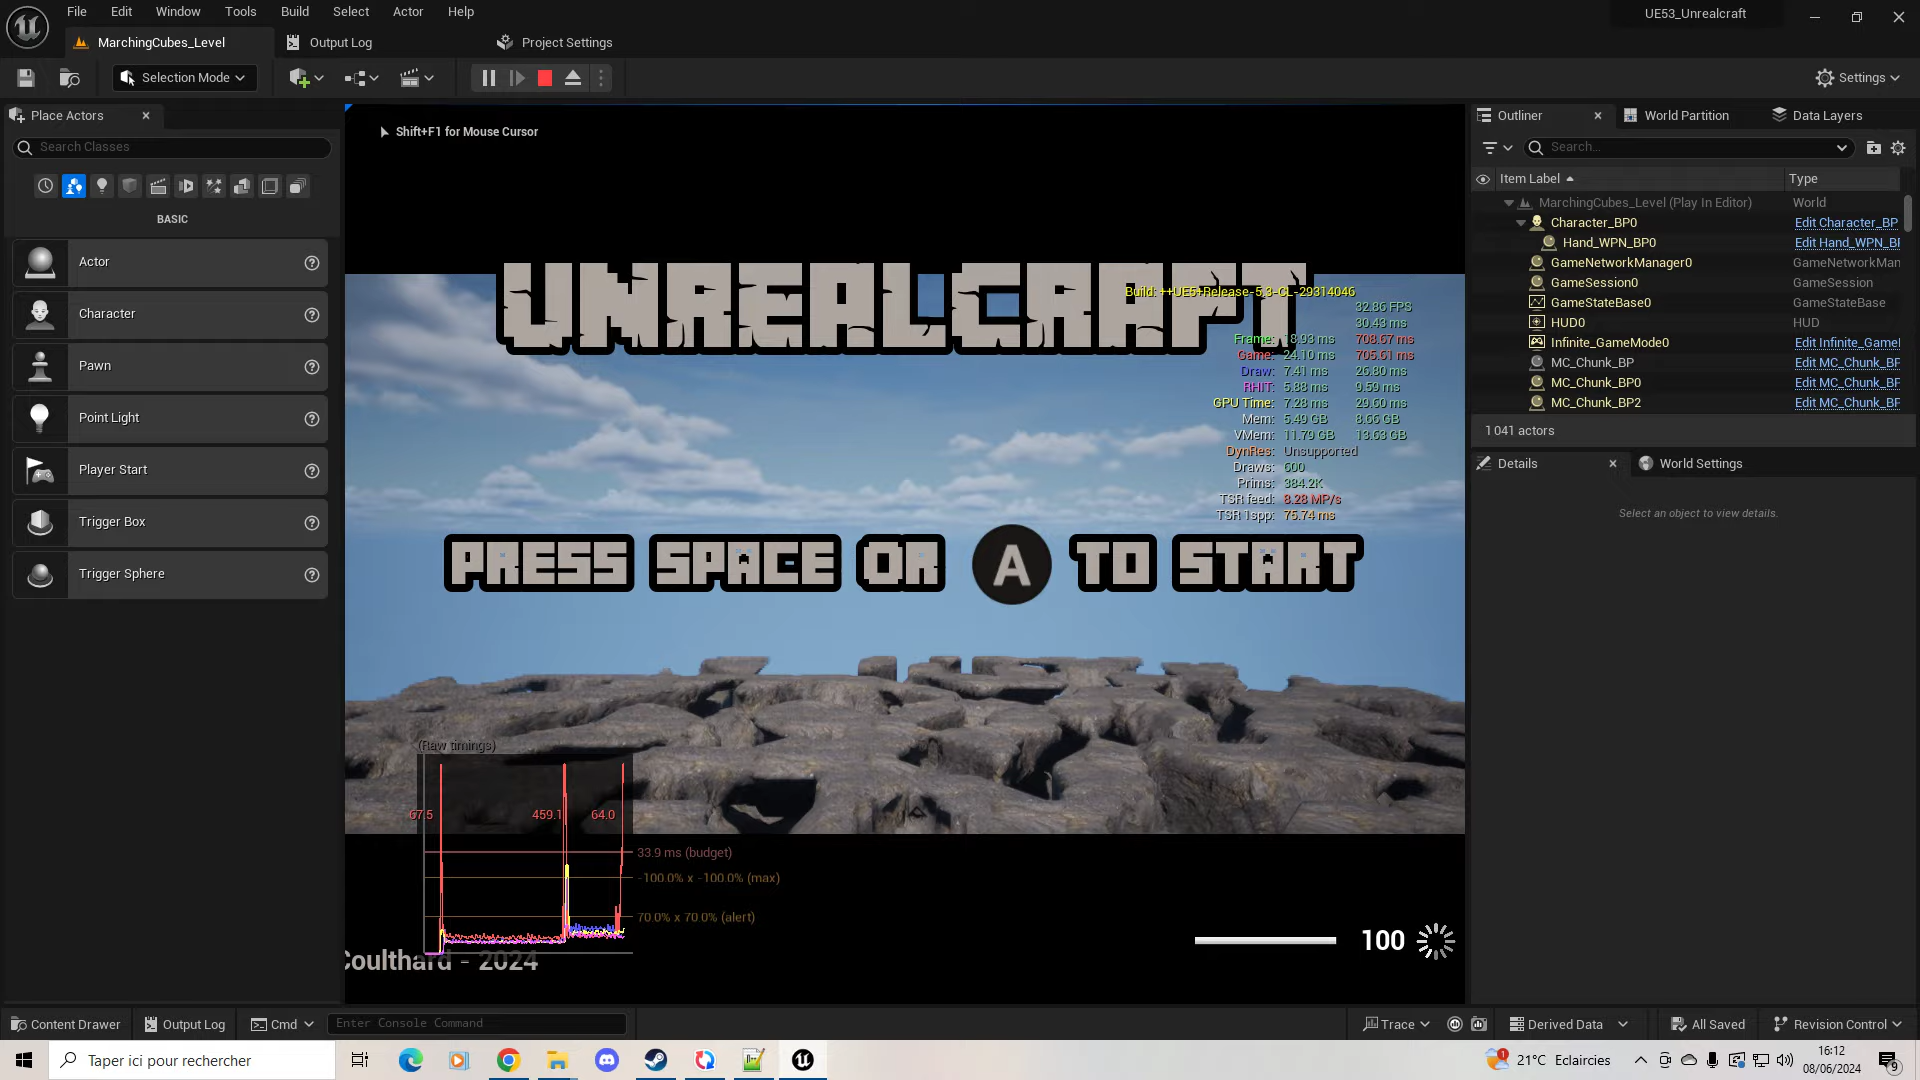 File Edit Window Tools Build Select Actor Help
UE53_Unrealcraft
MarchingCubes_Level
Output Log
Project Settings
Selection Mode
Settings
Place Actors
Search Classes
BASIC
Actor
Character
Pawn
Point Light
Player Start
Trigger Box
Trigger Sphere
Shift+F1 for Mouse Cursor
UNREALCRAFT
Build: ++UE5+Release-5.3-CL-29314046
32.86 FPS
30.43 ms
Frame: 18.93 ms 708.67 ms
Game: 24.10 ms 705.61 ms
Draw: 7.41 ms 26.80 ms
RHIT: 5.88 ms 9.59 ms
GPU Time: 7.28 ms 29.60 ms
Mem: 5.49 GB 8.66 GB
VMem: 11.79 GB 13.63 GB
DynRes: Unsupported
Draws: 600
Prims: 384.2K
TSR feed: 8.28 MP/s
TSR 1spp: 75.74 ms
PRESS SPACE OR A TO START
(Raw timings)
67.5 459.1 64.0
33.9 ms (budget)
-100.0% x -100.0% (max)
70.0% x 70.0% (alert)
Coulthard - 2024
100
Outliner
World Partition
Data Layers
Search...
Item Label Type
MarchingCubes_Level (Play In Editor) World
Character_BP0 Edit Character_BP
Hand_WPN_BP0 Edit Hand_WPN_BP
GameNetworkManager0 GameNetworkMan
GameSession0 GameSession
GameStateBase0 GameStateBase
HUD0 HUD
Infinite_GameMode0 Edit Infinite_GameM
MC_Chunk_BP Edit MC_Chunk_BP
MC_Chunk_BP0 Edit MC_Chunk_BP
MC_Chunk_BP2 Edit MC_Chunk_BP
1 041 actors
Details
World Settings
Select an object to view details.
Content Drawer
Output Log
Cmd
Enter Console Command
Trace
Derived Data
All Saved
Revision Control
Taper ici pour rechercher
1
21°C Eclaircies
16:12
08/06/2024
9